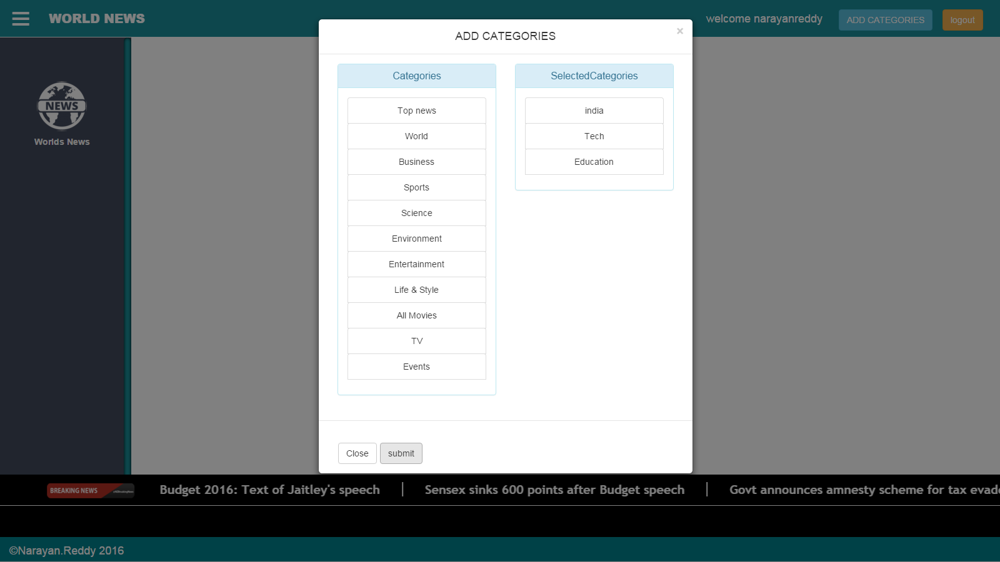 WORLD NEWS
welcome narayanreddy
ADD CATEGORIES
logout
ADD CATEGORIES
×
Categories
Top news
World
Business
Sports
Science
Environment
Entertainment
Life & Style
All Movies
TV
Events
SelectedCategories
india
Tech
Education
Close
submit
NEWS
Worlds News
BREAKING NEWS
Budget 2016: Text of Jaitley's speech | Sensex sinks 600 points after Budget speech | Govt announces amnesty scheme for tax evade
©Narayan.Reddy 2016